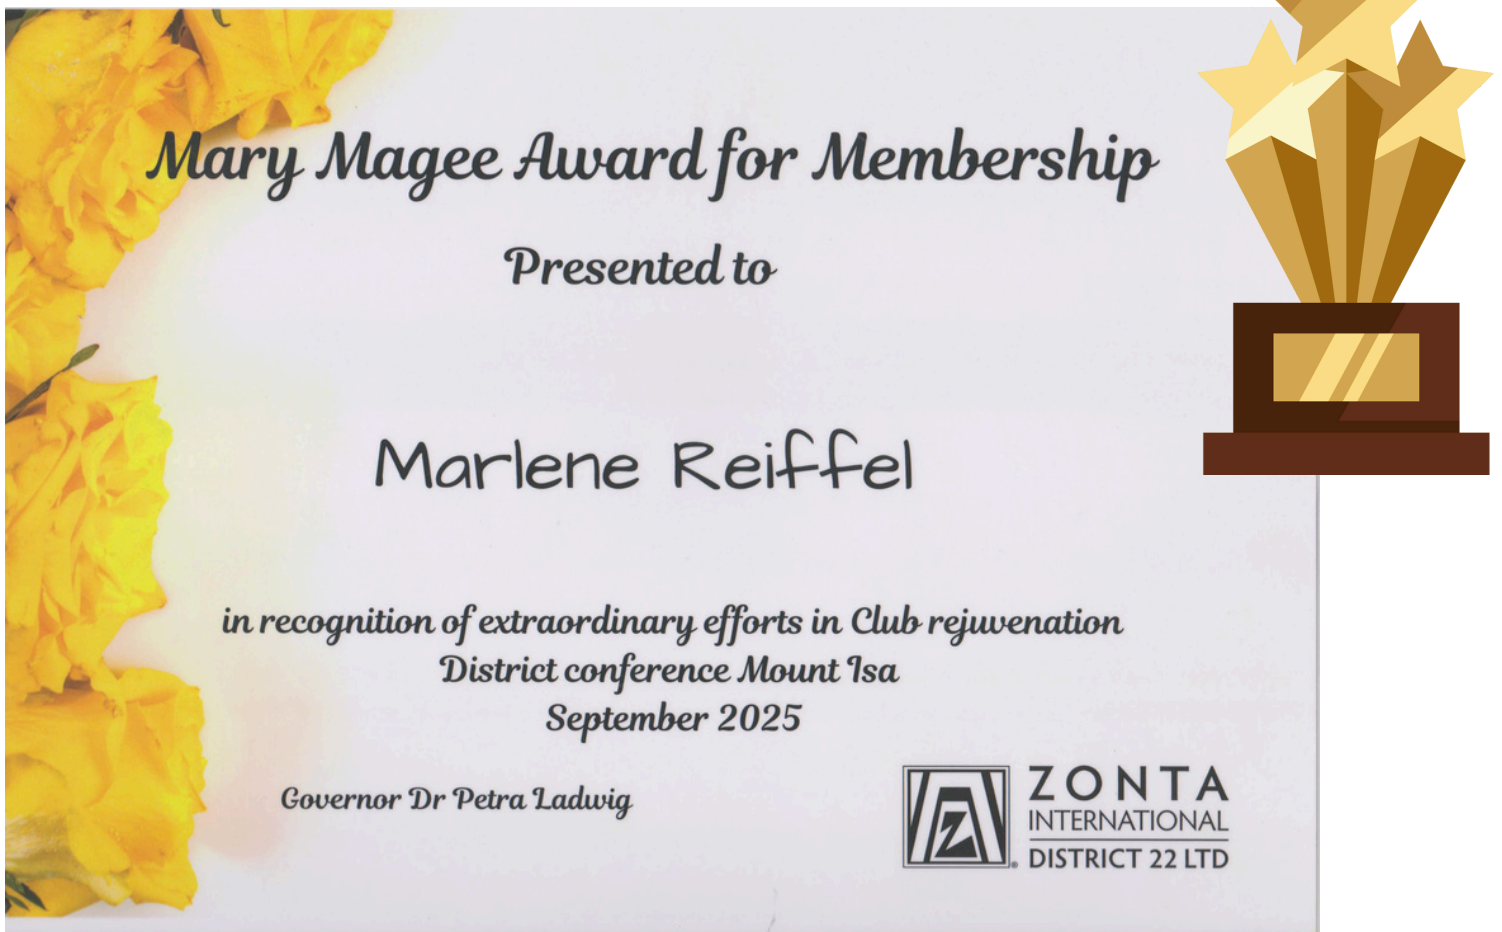 Mary Magee Award for Membership
Presented to
Marlene Reiffel
in recognition of extraordinary efforts in Club rejuvenation
District conference Mount Isa
September 2025
Governor Dr Petra Ladwig
ZONTA
INTERNATIONAL
DISTRICT 22 LTD